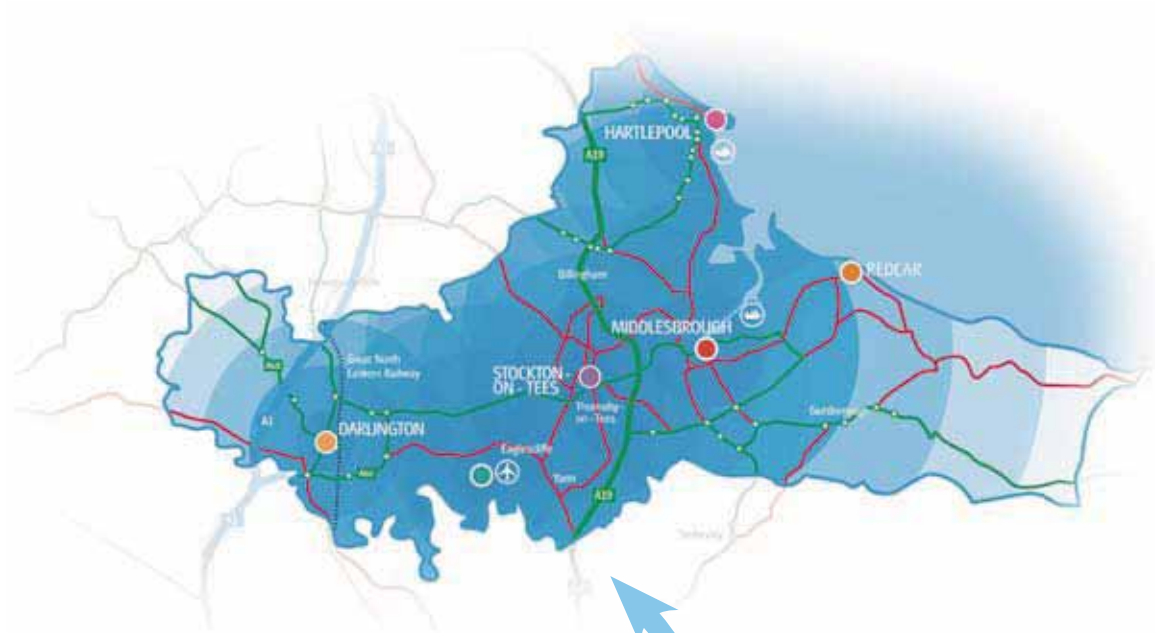 HARTLEPOOL
A19
Billingham
REDCAR
MIDDLESBROUGH
Great North
Eastern Railway
STOCKTON -
ON - TEES
Thornaby-
on-Tees
A1
DARLINGTON
Eaglescliffe
Yarm
A19